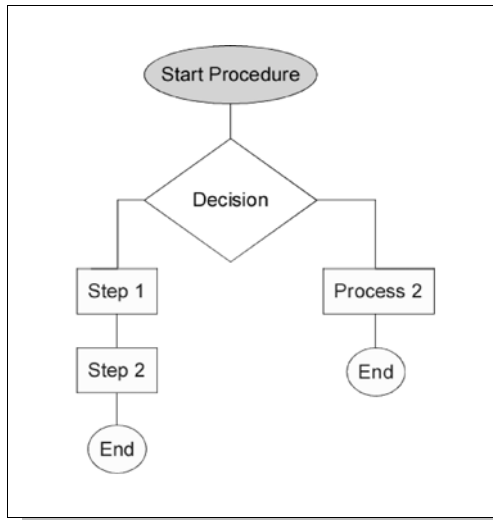 Start Procedure
Decision
Step 1
Process 2
Step 2
End
End